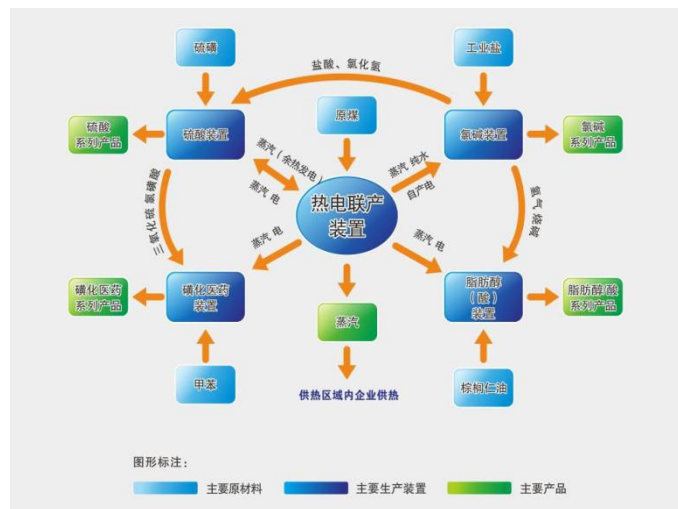 硫磺
工业盐
盐酸、氯化氢
原煤
硫酸
系列产品
硫酸装置
氯碱装置
氯碱
系列产品
蒸汽（余热发电）
蒸汽 电
蒸汽 纯水
自产电
热电联产
装置
三氧化硫 氯磺酸
氢气 烧碱
蒸汽 电
蒸汽 电
磺化医药
系列产品
磺化医药
装置
蒸汽
脂肪醇
（酸）
装置
脂肪醇/酸
系列产品
甲苯
供热区域内企业供热
棕榈仁油
图形标注：
主要原材料
主要生产装置
主要产品